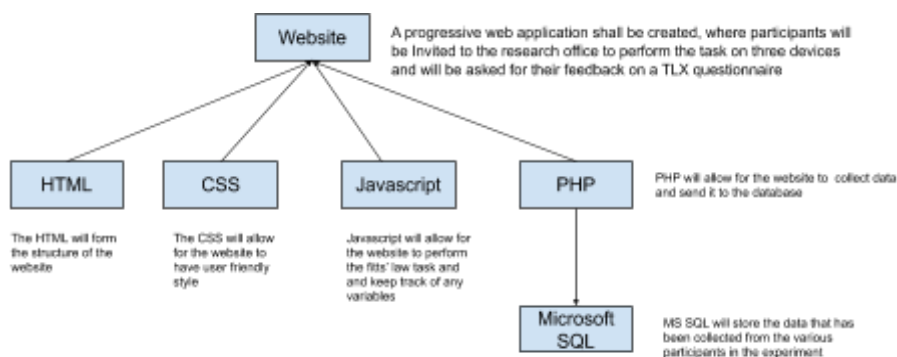 Website
A progressive web application shall be created, where participants will
be Invited to the research office to perform the task on three devices
and will be asked for their feedback on a TLX questionnaire
HTML
CSS
Javascript
PHP
PHP will allow for the website to collect data
and send it to the database
The HTML will form
the structure of the
website
The CSS will allow
for the website to
have user friendly
style
Javascript will allow for
the website to perform
the fitts' law task and
and keep track of any
variables
Microsoft
SQL
MS SQL will store the data that has
been collected from the various
participants in the experiment